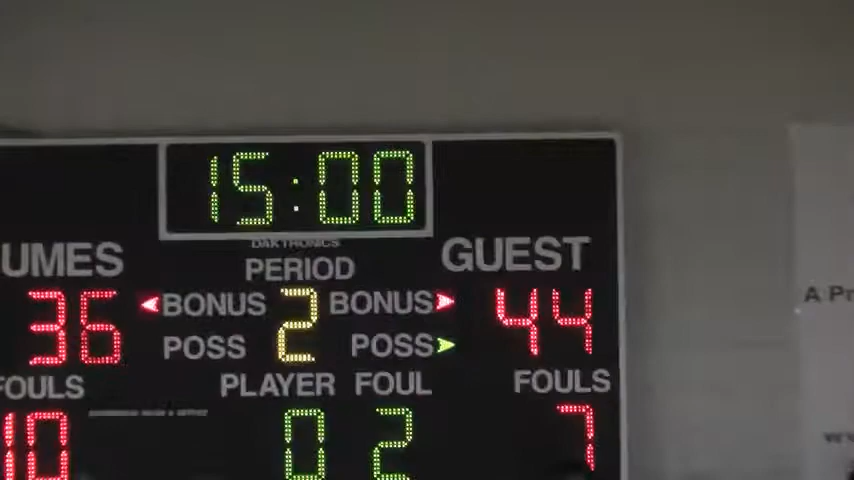 15:00
DAKTRONICS
UMES GUEST
PERIOD
36 BONUS 2 BONUS 44
POSS POSS
FOULS PLAYER FOUL FOULS
10 0 2 7
A Pr